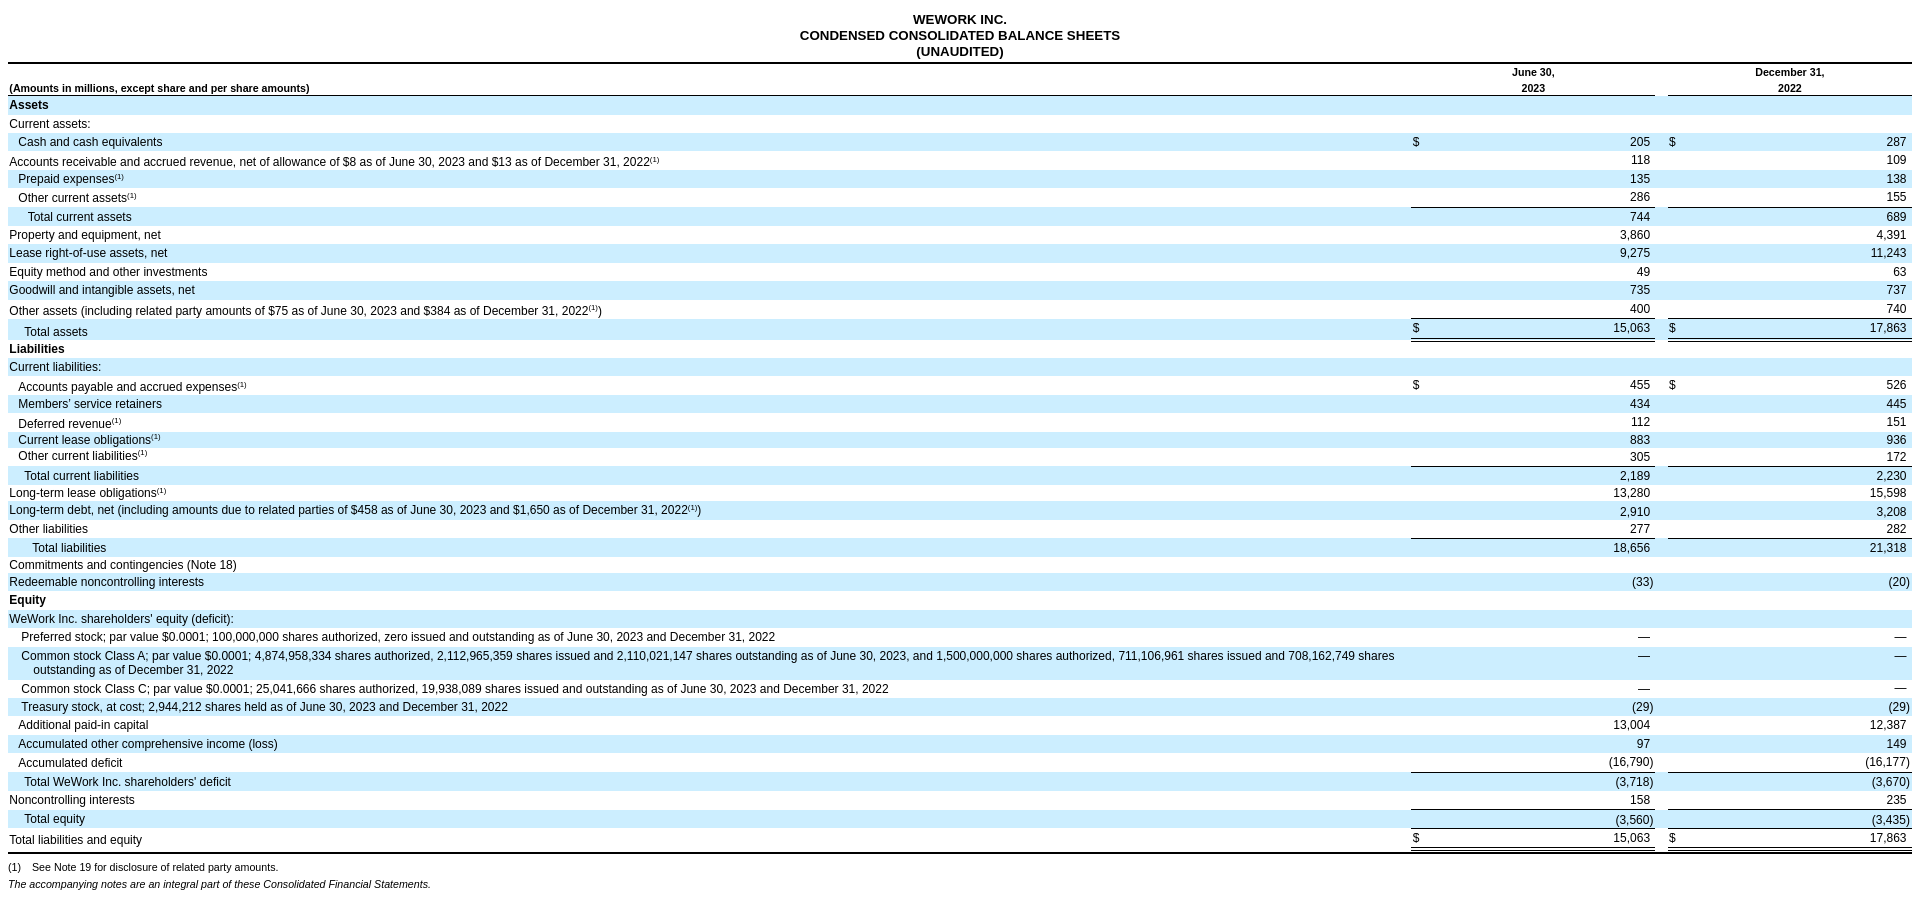 WEWORK INC.
CONDENSED CONSOLIDATED BALANCE SHEETS
(UNAUDITED)
June 30, December 31,
(Amounts in millions, except share and per share amounts) 2023 2022
Assets
Current assets:
Cash and cash equivalents $ 205 $ 287
Accounts receivable and accrued revenue, net of allowance of $8 as of June 30, 2023 and $13 as of December 31, 2022(1) 118 109
Prepaid expenses(1) 135 138
Other current assets(1) 286 155
Total current assets 744 689
Property and equipment, net 3,860 4,391
Lease right-of-use assets, net 9,275 11,243
Equity method and other investments 49 63
Goodwill and intangible assets, net 735 737
Other assets (including related party amounts of $75 as of June 30, 2023 and $384 as of December 31, 2022(1)) 400 740
Total assets $ 15,063 $ 17,863
Liabilities
Current liabilities:
Accounts payable and accrued expenses(1) $ 455 $ 526
Members' service retainers 434 445
Deferred revenue(1) 112 151
Current lease obligations(1) 883 936
Other current liabilities(1) 305 172
Total current liabilities 2,189 2,230
Long-term lease obligations(1) 13,280 15,598
Long-term debt, net (including amounts due to related parties of $458 as of June 30, 2023 and $1,650 as of December 31, 2022(1)) 2,910 3,208
Other liabilities 277 282
Total liabilities 18,656 21,318
Commitments and contingencies (Note 18)
Redeemable noncontrolling interests (33) (20)
Equity
WeWork Inc. shareholders' equity (deficit):
Preferred stock; par value $0.0001; 100,000,000 shares authorized, zero issued and outstanding as of June 30, 2023 and December 31, 2022 — —
Common stock Class A; par value $0.0001; 4,874,958,334 shares authorized, 2,112,965,359 shares issued and 2,110,021,147 shares outstanding as of June 30, 2023, and 1,500,000,000 shares authorized, 711,106,961 shares issued and 708,162,749 shares — —
outstanding as of December 31, 2022
Common stock Class C; par value $0.0001; 25,041,666 shares authorized, 19,938,089 shares issued and outstanding as of June 30, 2023 and December 31, 2022 — —
Treasury stock, at cost; 2,944,212 shares held as of June 30, 2023 and December 31, 2022 (29) (29)
Additional paid-in capital 13,004 12,387
Accumulated other comprehensive income (loss) 97 149
Accumulated deficit (16,790) (16,177)
Total WeWork Inc. shareholders' deficit (3,718) (3,670)
Noncontrolling interests 158 235
Total equity (3,560) (3,435)
Total liabilities and equity $ 15,063 $ 17,863
(1) See Note 19 for disclosure of related party amounts.
The accompanying notes are an integral part of these Consolidated Financial Statements.